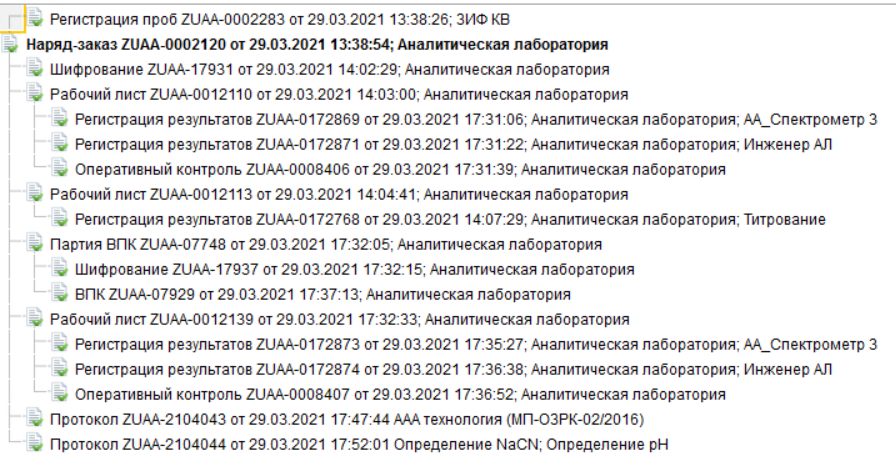 Регистрация проб ZUAA-0002283 от 29.03.2021 13:38:26; ЗИФ КВ
Наряд-заказ ZUAA-0002120 от 29.03.2021 13:38:54; Аналитическая лаборатория
Шифрование ZUAA-17931 от 29.03.2021 14:02:29; Аналитическая лаборатория
Рабочий лист ZUAA-0012110 от 29.03.2021 14:03:00; Аналитическая лаборатория
Регистрация результатов ZUAA-0172869 от 29.03.2021 17:31:06; Аналитическая лаборатория; АА_Спектрометр 3
Регистрация результатов ZUAA-0172871 от 29.03.2021 17:31:22; Аналитическая лаборатория; Инженер АЛ
Оперативный контроль ZUAA-0008406 от 29.03.2021 17:31:39; Аналитическая лаборатория
Рабочий лист ZUAA-0012113 от 29.03.2021 14:04:41; Аналитическая лаборатория
Регистрация результатов ZUAA-0172768 от 29.03.2021 14:07:29; Аналитическая лаборатория; Титрование
Партия ВПК ZUAA-07748 от 29.03.2021 17:32:05; Аналитическая лаборатория
Шифрование ZUAA-17937 от 29.03.2021 17:32:15; Аналитическая лаборатория
ВПК ZUAA-07929 от 29.03.2021 17:37:13; Аналитическая лаборатория
Рабочий лист ZUAA-0012139 от 29.03.2021 17:32:33; Аналитическая лаборатория
Регистрация результатов ZUAA-0172873 от 29.03.2021 17:35:27; Аналитическая лаборатория; АА_Спектрометр 3
Регистрация результатов ZUAA-0172874 от 29.03.2021 17:36:38; Аналитическая лаборатория; Инженер АЛ
Оперативный контроль ZUAA-0008407 от 29.03.2021 17:36:52; Аналитическая лаборатория
Протокол ZUAA-2104043 от 29.03.2021 17:47:44 ААА технология (МП-ОЗРК-02/2016)
Протокол ZUAA-2104044 от 29.03.2021 17:52:01 Определение NaCN; Определение pH